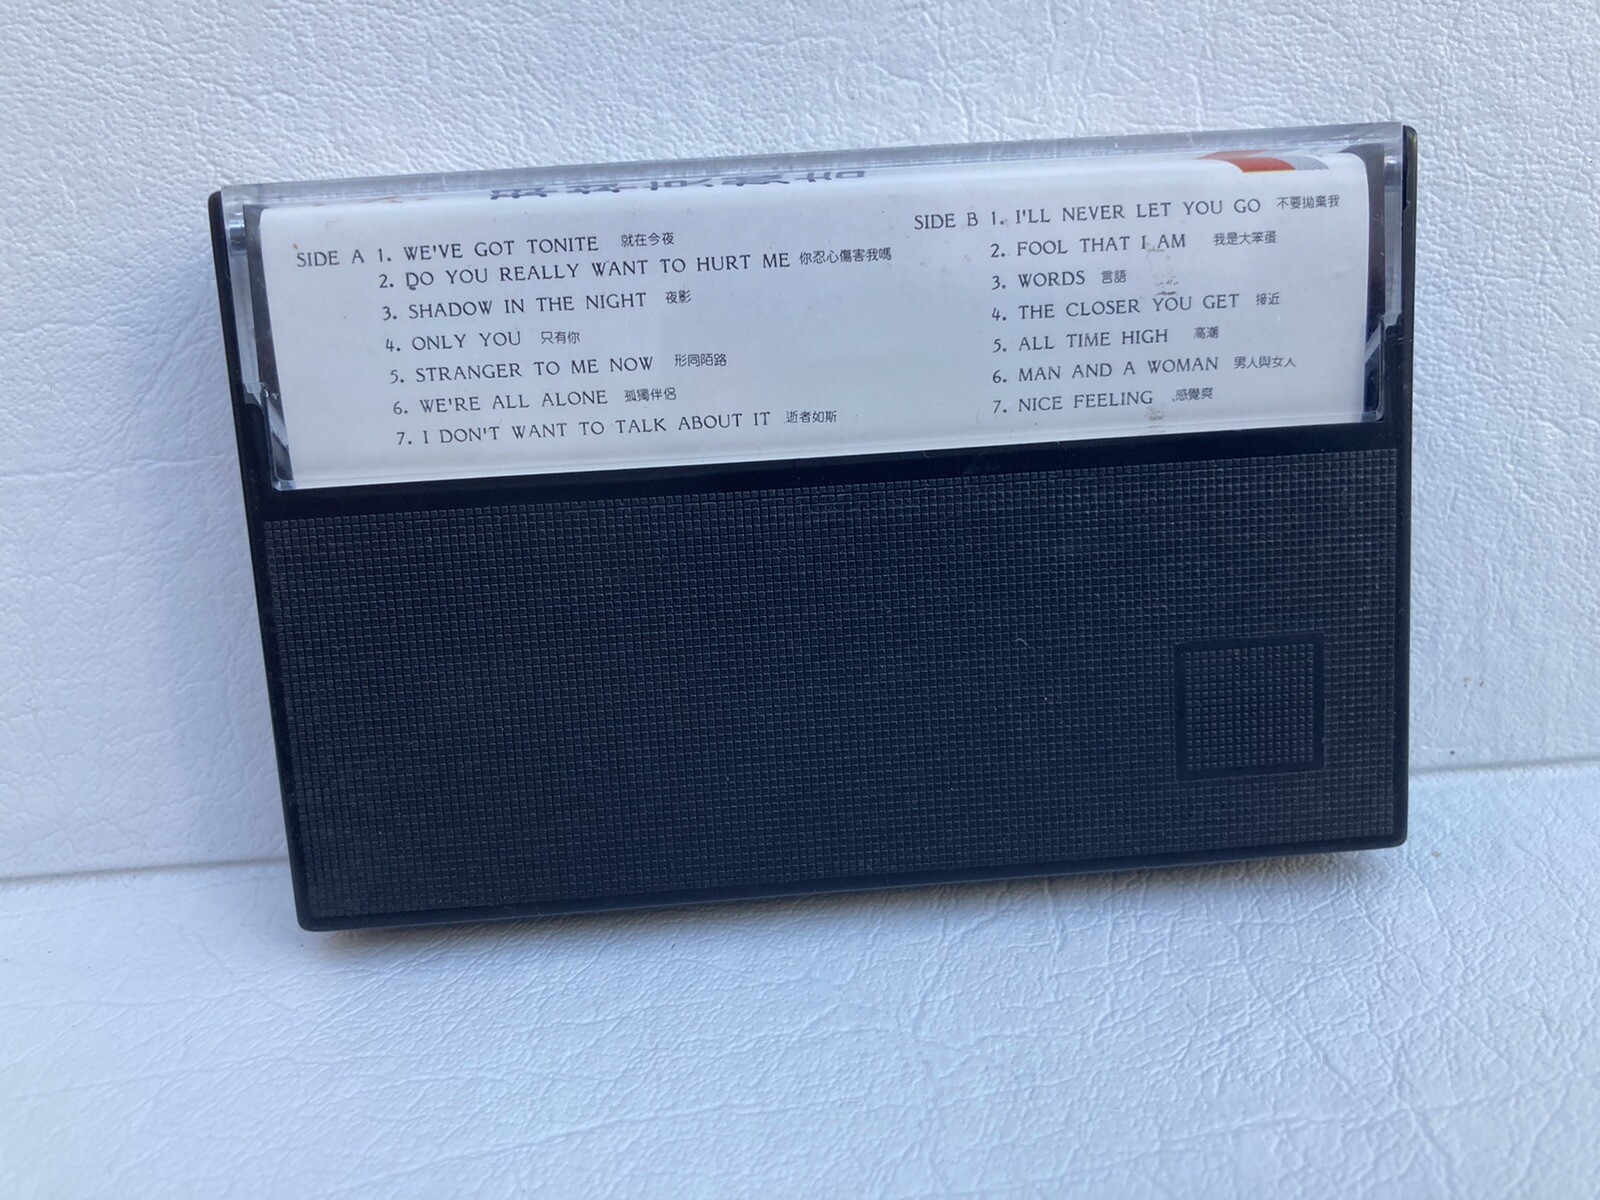 SIDE A 1. WE'VE GOT TONITE 就在今夜
2. DO YOU REALLY WANT TO HURT ME 你忍心傷害我嗎
3. SHADOW IN THE NIGHT 夜影
4. ONLY YOU 只有你
5. STRANGER TO ME NOW 形同陌路
6. WE'RE ALL ALONE 孤獨伴侶
7. I DON'T WANT TO TALK ABOUT IT 逝者如斯
SIDE B 1. I'LL NEVER LET YOU GO 不要拋棄我
2. FOOL THAT I AM 我是大笨蛋
3. WORDS 言語
4. THE CLOSER YOU GET 接近
5. ALL TIME HIGH 高潮
6. MAN AND A WOMAN 男人與女人
7. NICE FEELING 感覺爽